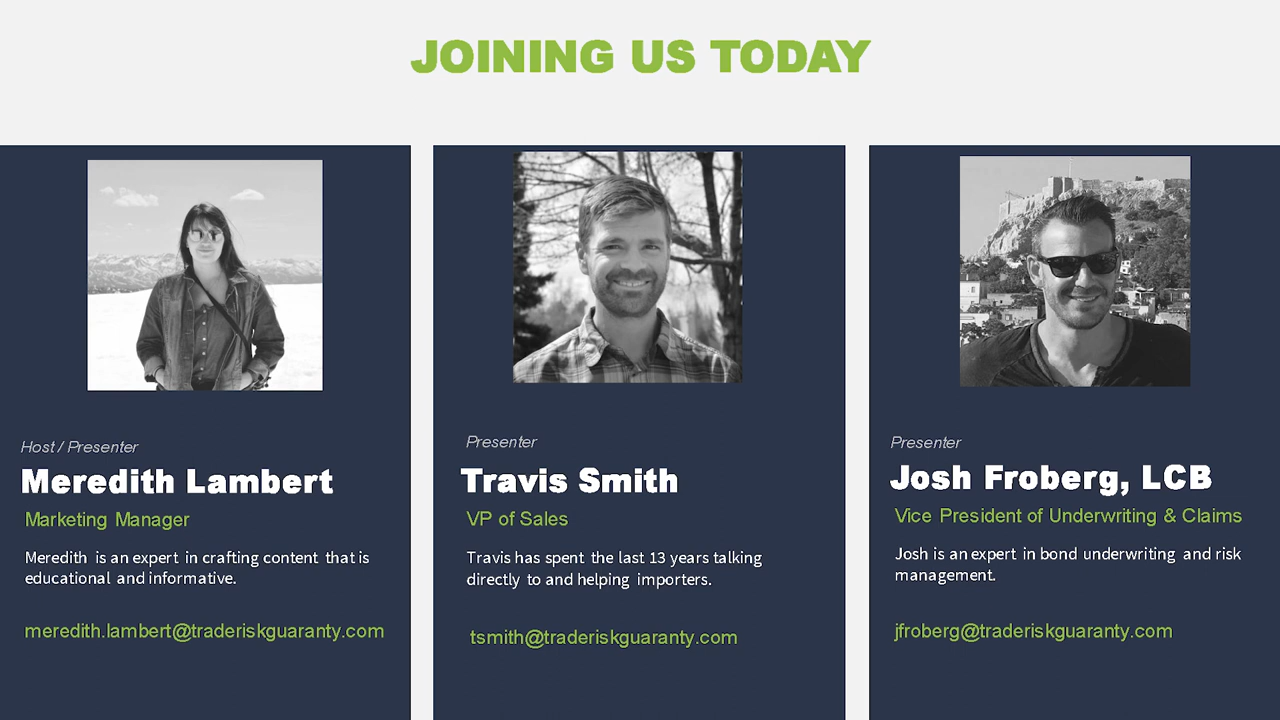 JOINING US TODAY
Host / Presenter
Meredith Lambert
Marketing Manager
Meredith is an expert in crafting content that is
educational and informative.
meredith.lambert@traderiskguaranty.com
Presenter
Travis Smith
VP of Sales
Travis has spent the last 13 years talking
directly to and helping importers.
tsmith@traderiskguaranty.com
Presenter
Josh Froberg, LCB
Vice President of Underwriting & Claims
Josh is an expert in bond underwriting and risk
management.
jfroberg@traderiskguaranty.com